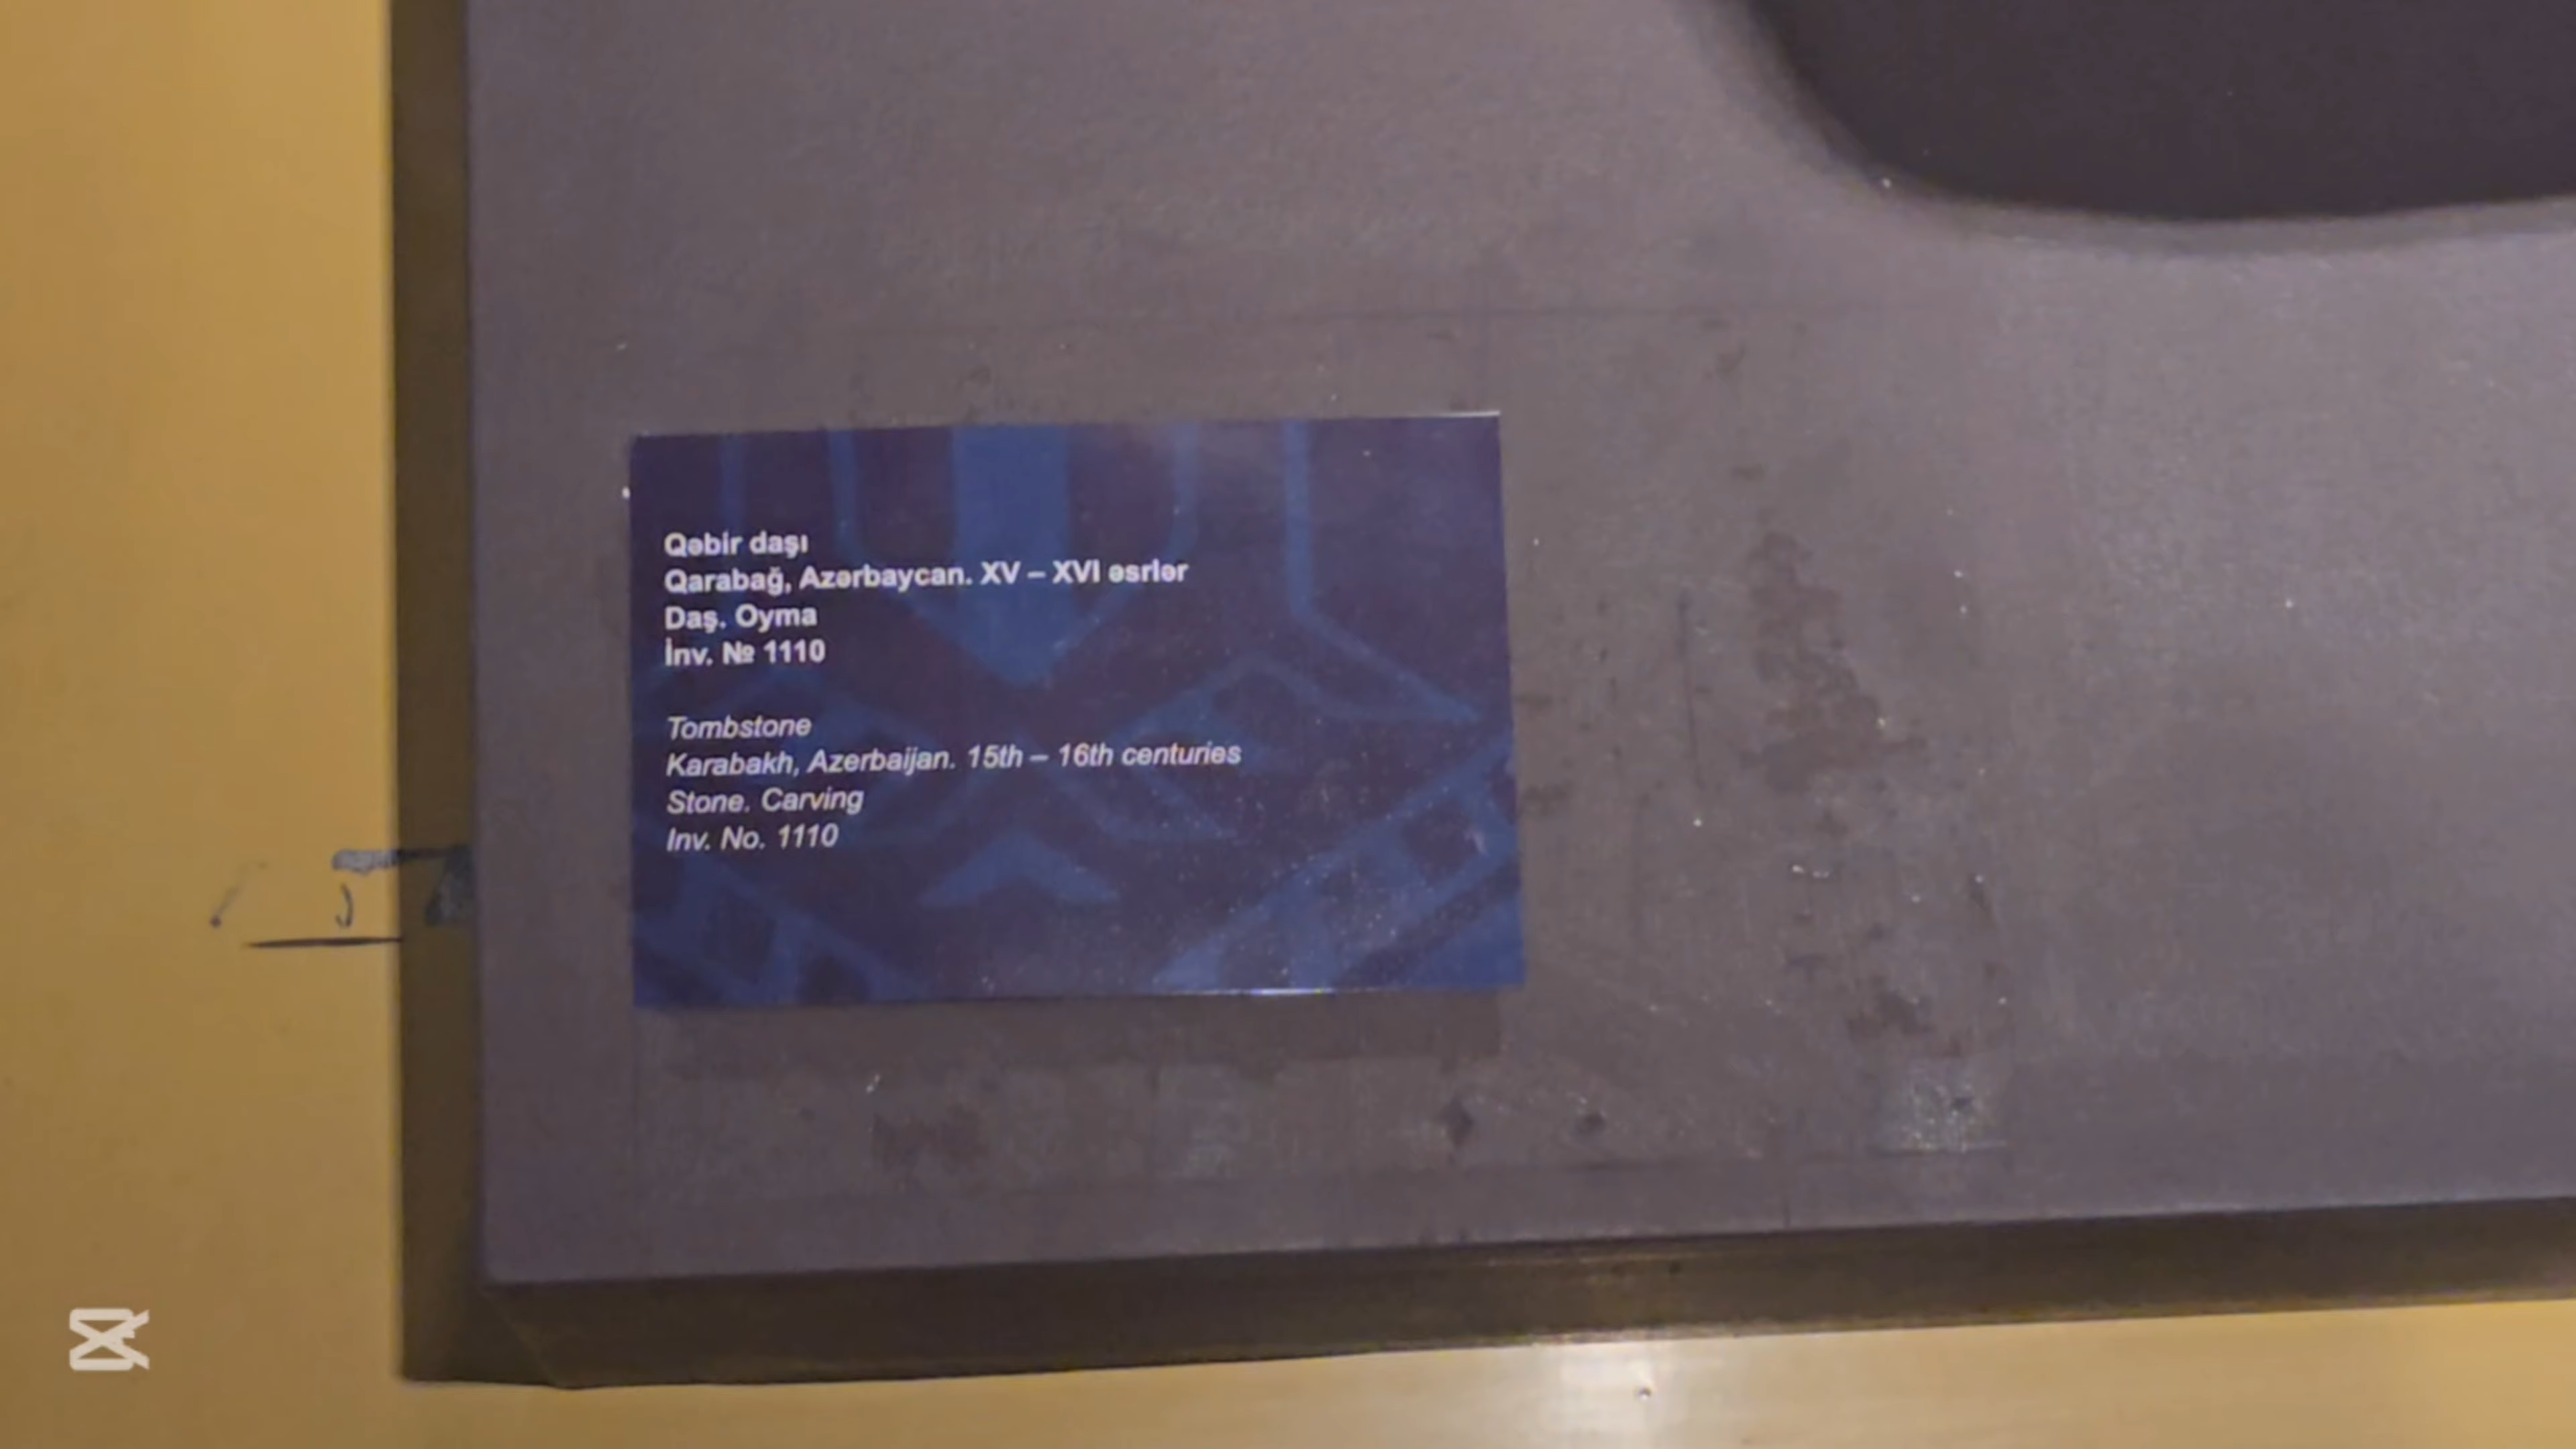 Qəbir daşı
Qarabağ, Azərbaycan. XV – XVI əsrlər
Daş. Oyma
İnv. № 1110
Tombstone
Karabakh, Azerbaijan. 15th – 16th centuries
Stone. Carving
Inv. No. 1110